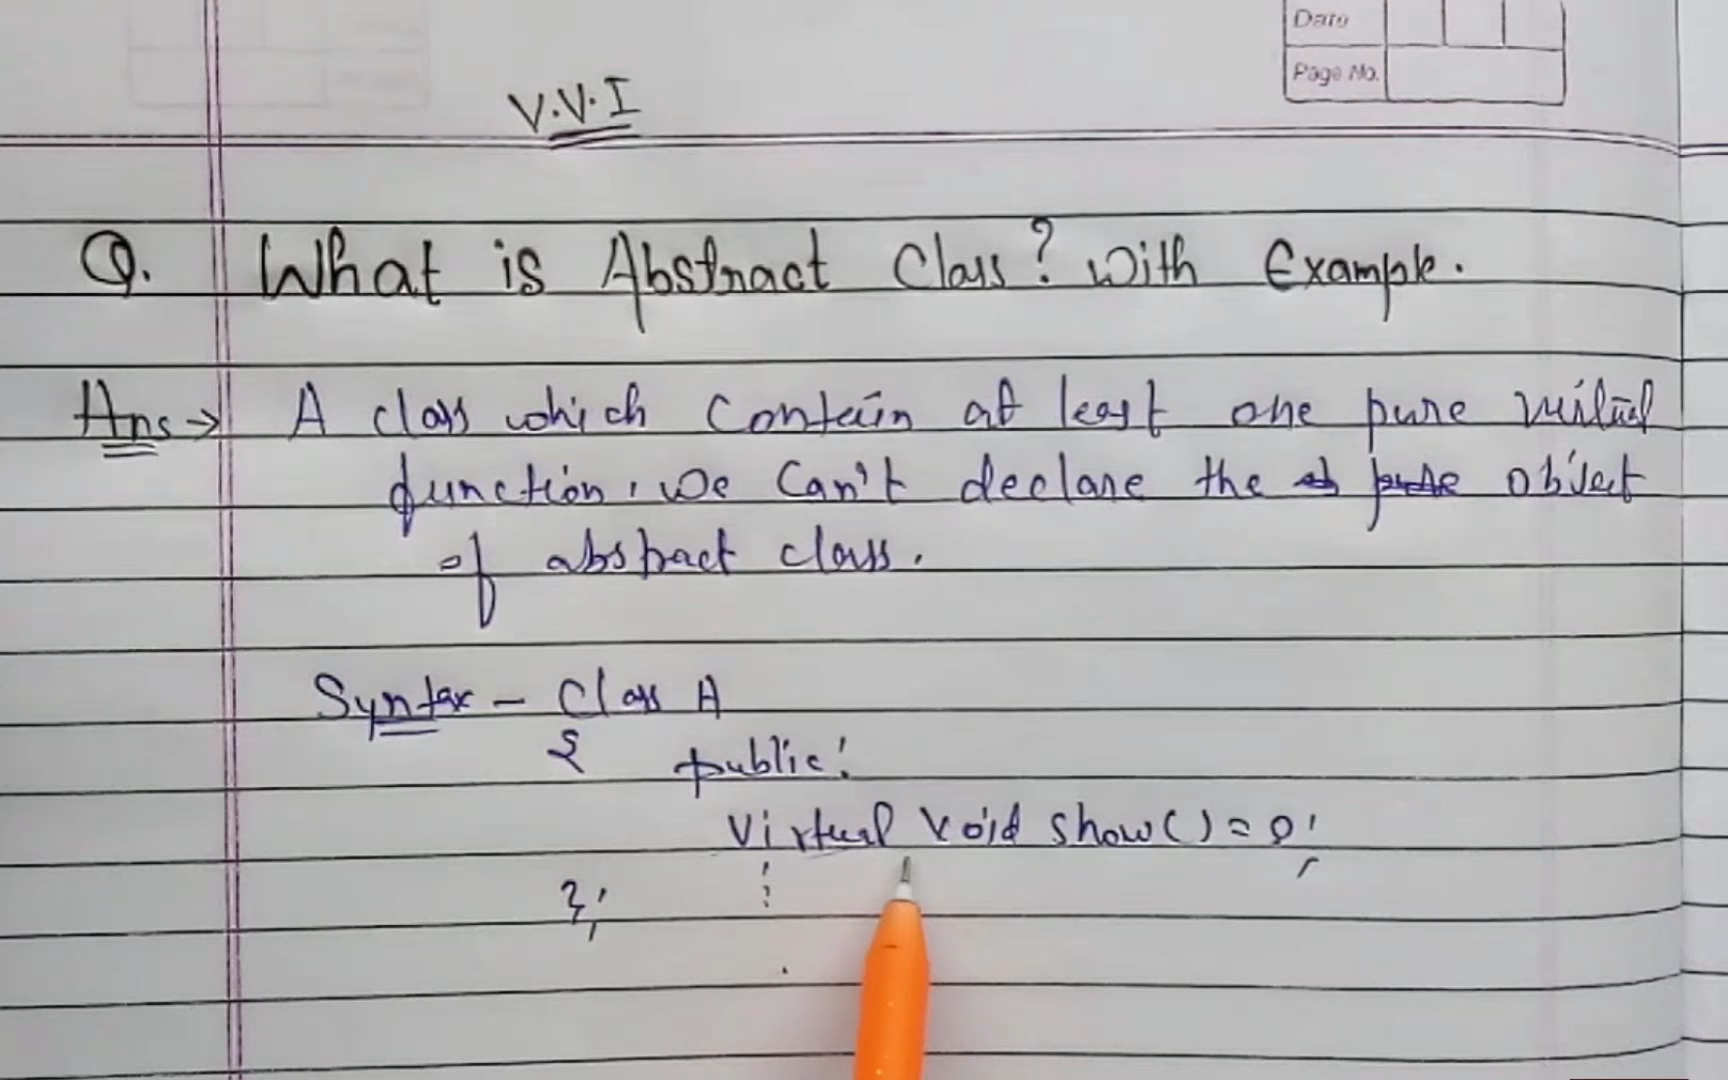 Date
Page No.
V.V.I
Q. What is Abstract Class? With Example.
Ans → A class which contain at least one pure virtual
function. we can't declare the object
of abstract class.
Syntax - Class A
{ public:
virtual void show() = 0;
};